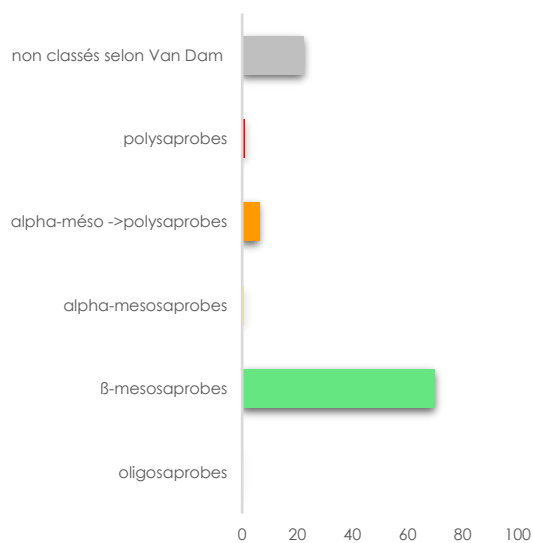 non classés selon Van Dam
polysaprobes
alpha-méso ->polysaprobes
alpha-mesosaprobes
ß-mesosaprobes
oligosaprobes
0 20 40 60 80 100